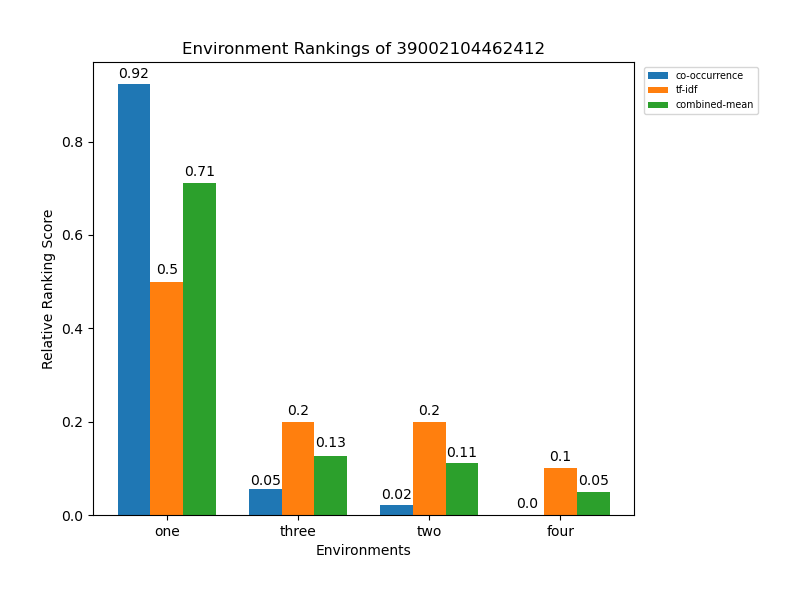 Environment Rankings of 39002104462412
co-occurrence
tf-idf
combined-mean
Relative Ranking Score
0.8
0.6
0.4
0.2
0.0
0.92
0.5
0.71
0.05
0.2
0.13
0.02
0.2
0.11
0.0
0.1
0.05
one
three
two
four
Environments